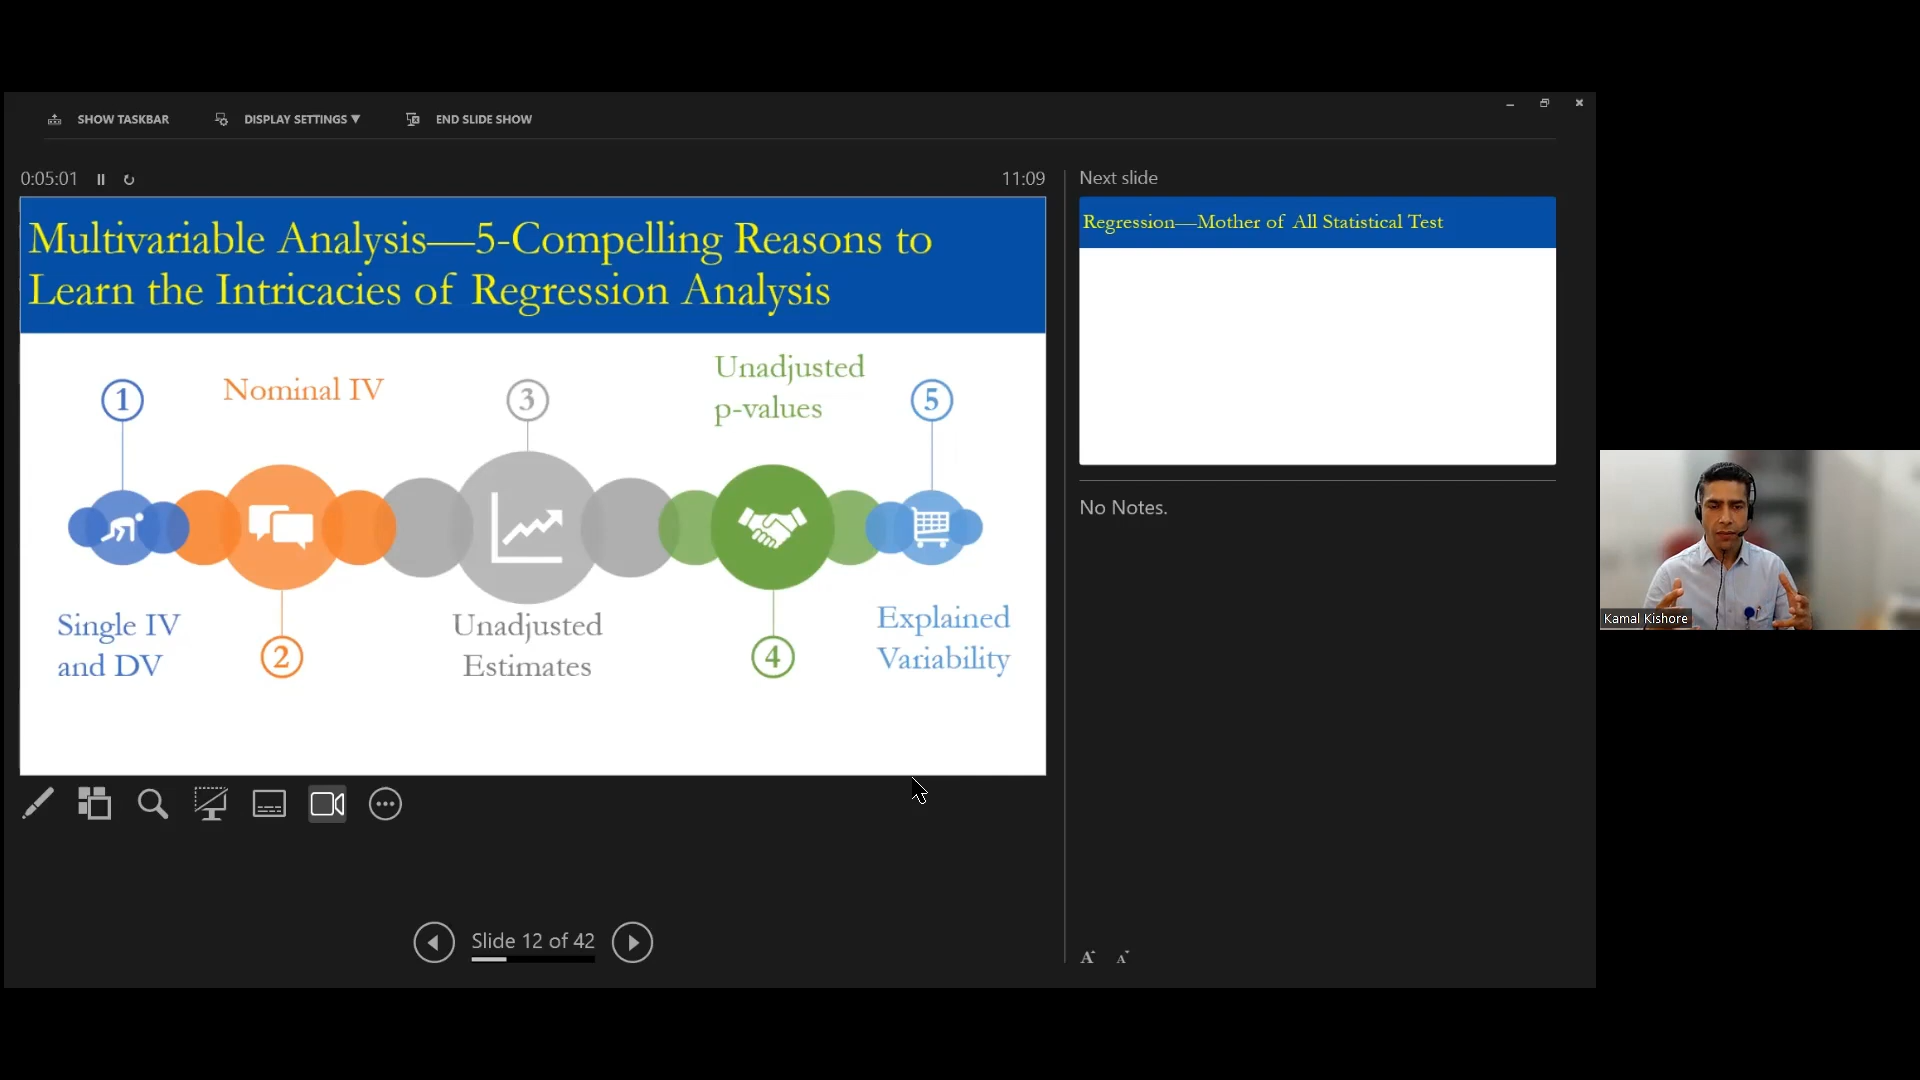 SHOW TASKBAR
DISPLAY SETTINGS ▼
END SLIDE SHOW
0:05:01
11:09
Multivariable Analysis—5-Compelling Reasons to
Learn the Intricacies of Regression Analysis
1
Nominal IV
3
Unadjusted
p-values
5
Single IV
and DV
2
Unadjusted
Estimates
4
Explained
Variability
Slide 12 of 42
Next slide
Regression—Mother of All Statistical Test
No Notes.
A
A
Kamal Kishore